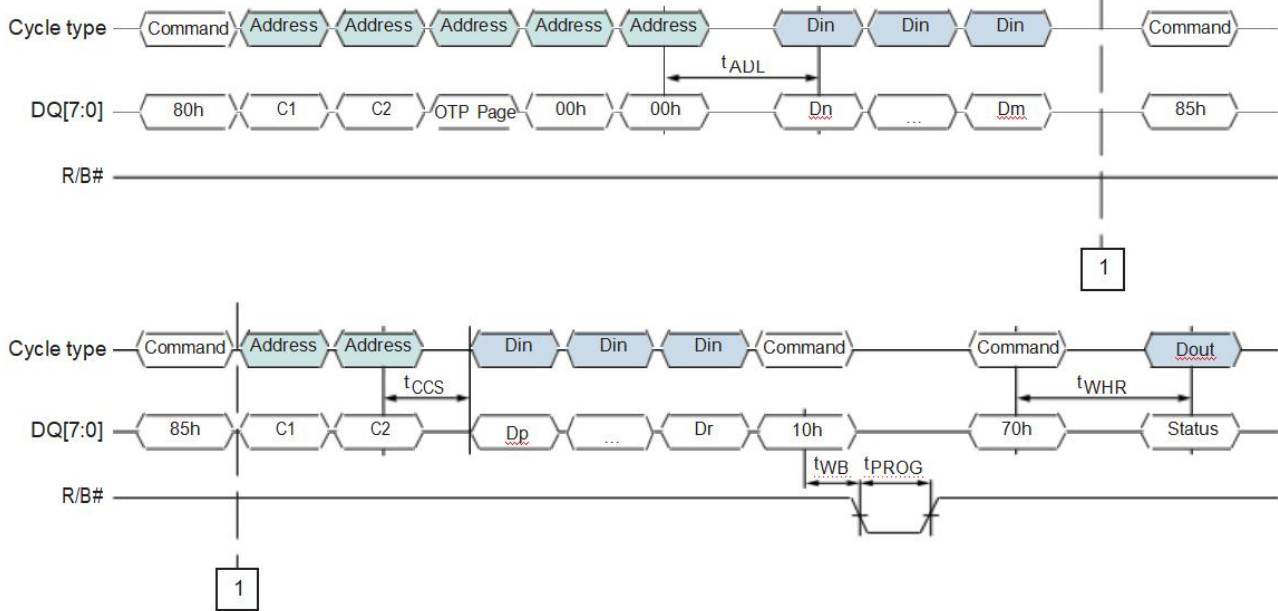 Cycle type Command Address Address Address Address Address Din Din Din Command
tADL
DQ[7:0] 80h C1 C2 OTP Page 00h 00h Dn ... Dm 85h
R/B#
1
Cycle type Command Address Address Din Din Din Command Command Dout
tCCS tWHR
DQ[7:0] 85h C1 C2 Dp ... Dr 10h 70h Status
tWB tPROG
R/B#
1